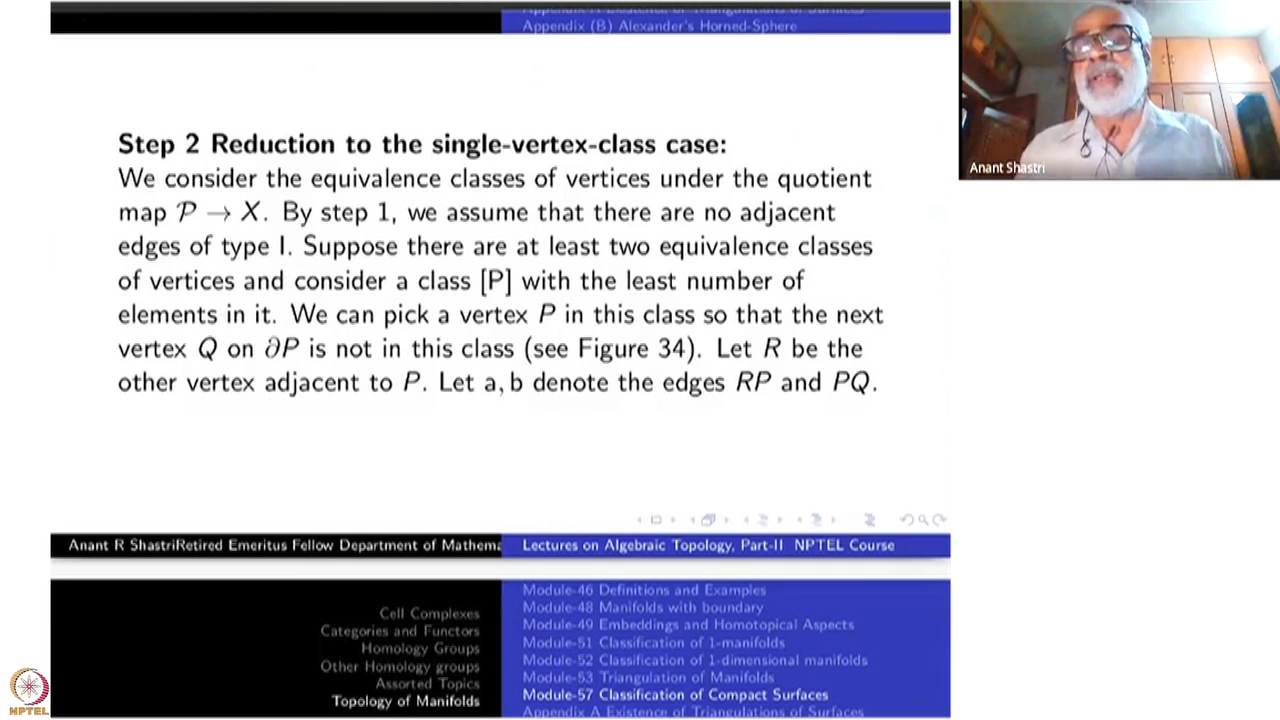 Appendix A Existence of Triangulations of Surfaces
Appendix (B) Alexander's Horned-Sphere
Anant Shastri
Step 2 Reduction to the single-vertex-class case:
We consider the equivalence classes of vertices under the quotient
map 𝒫 → X. By step 1, we assume that there are no adjacent
edges of type I. Suppose there are at least two equivalence classes
of vertices and consider a class [P] with the least number of
elements in it. We can pick a vertex P in this class so that the next
vertex Q on ∂P is not in this class (see Figure 34). Let R be the
other vertex adjacent to P. Let a, b denote the edges RP and PQ.
Anant R ShastriRetired Emeritus Fellow Department of Mathema
Lectures on Algebraic Topology, Part-II NPTEL Course
Cell Complexes
Categories and Functors
Homology Groups
Other Homology groups
Assorted Topics
Topology of Manifolds
Module-46 Definitions and Examples
Module-48 Manifolds with boundary
Module-49 Embeddings and Homotopical Aspects
Module-51 Classification of 1-manifolds
Module-52 Classification of 1-dimensional manifolds
Module-53 Triangulation of Manifolds
Module-57 Classification of Compact Surfaces
Appendix A Existence of Triangulations of Surfaces
NPTEL